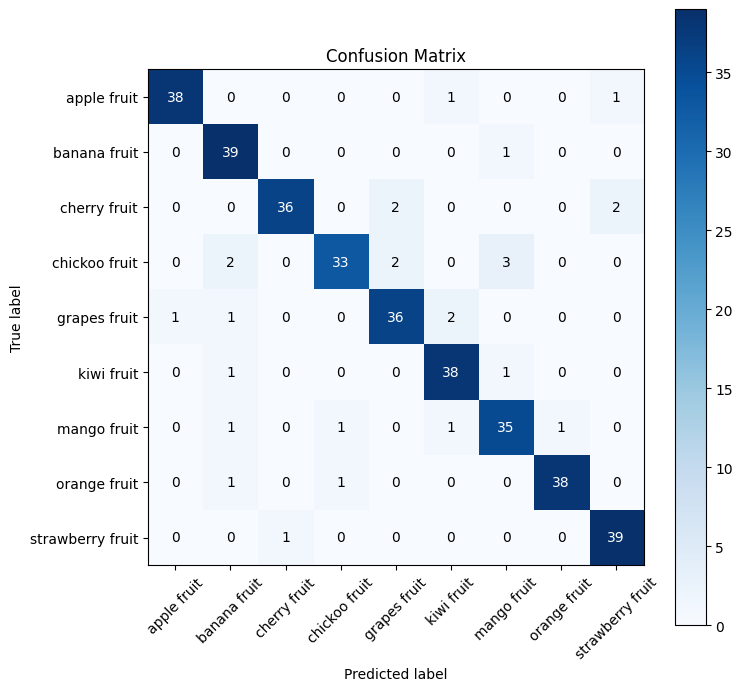 Confusion Matrix
apple fruit 38 0 0 0 0 1 0 0 1
banana fruit 0 39 0 0 0 0 1 0 0
cherry fruit 0 0 36 0 2 0 0 0 2
chickoo fruit 0 2 0 33 2 0 3 0 0
grapes fruit 1 1 0 0 36 2 0 0 0
kiwi fruit 0 1 0 0 0 38 1 0 0
mango fruit 0 1 0 1 0 1 35 1 0
orange fruit 0 1 0 1 0 0 0 38 0
strawberry fruit 0 0 1 0 0 0 0 0 39
True label
apple fruit banana fruit cherry fruit chickoo fruit grapes fruit kiwi fruit mango fruit orange fruit strawberry fruit
Predicted label
35
30
25
20
15
10
5
0